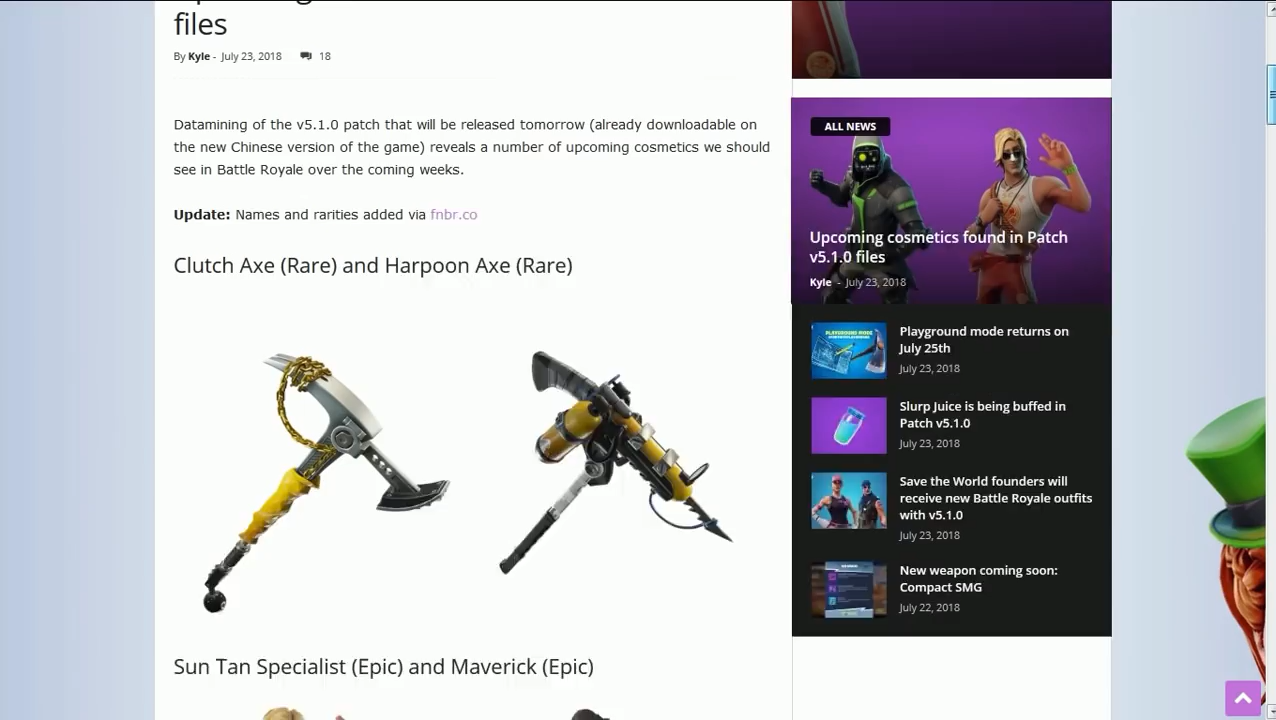 files
By Kyle - July 23, 2018 18
Datamining of the v5.1.0 patch that will be released tomorrow (already downloadable on
the new Chinese version of the game) reveals a number of upcoming cosmetics we should
see in Battle Royale over the coming weeks.
Update: Names and rarities added via fnbr.co
Clutch Axe (Rare) and Harpoon Axe (Rare)
Sun Tan Specialist (Epic) and Maverick (Epic)
ALL NEWS
Upcoming cosmetics found in Patch
v5.1.0 files
Kyle - July 23, 2018
Playground mode returns on
July 25th
July 23, 2018
Slurp Juice is being buffed in
Patch v5.1.0
July 23, 2018
Save the World founders will
receive new Battle Royale outfits
with v5.1.0
July 23, 2018
New weapon coming soon:
Compact SMG
July 22, 2018